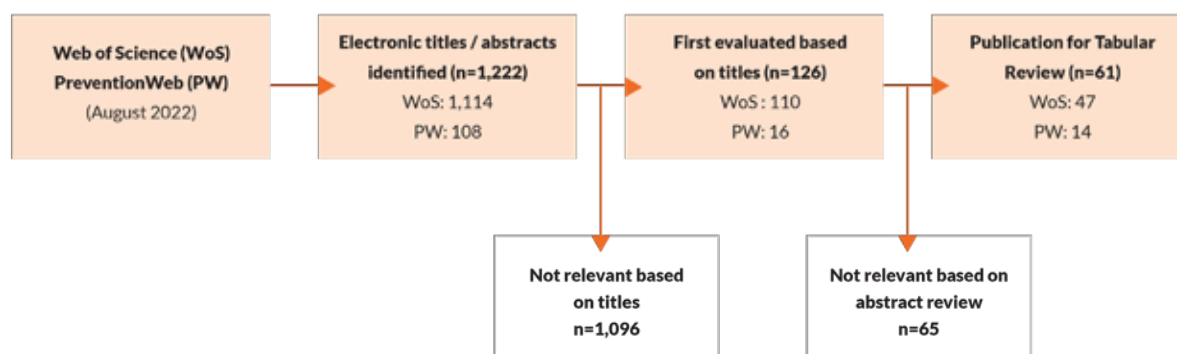 Web of Science (WoS)
PreventionWeb (PW)
(August 2022)
Electronic titles / abstracts
identified (n=1,222)
WoS: 1,114
PW: 108
First evaluated based
on titles (n=126)
WoS : 110
PW: 16
Publication for Tabular
Review (n=61)
WoS: 47
PW: 14
Not relevant based
on titles
n=1,096
Not relevant based on
abstract review
n=65